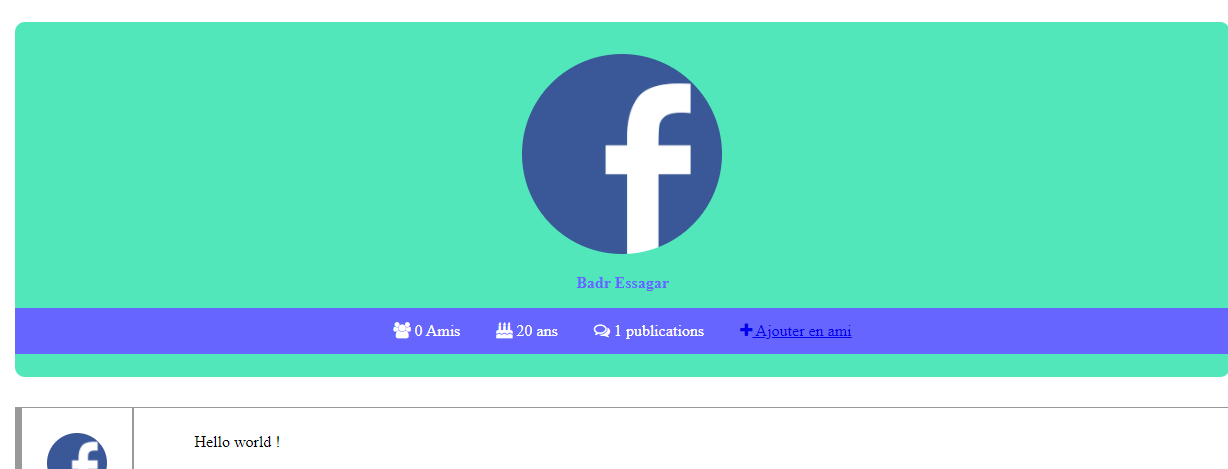 f
Badr Essagar
0 Amis 20 ans 1 publications Ajouter en ami
Hello world !